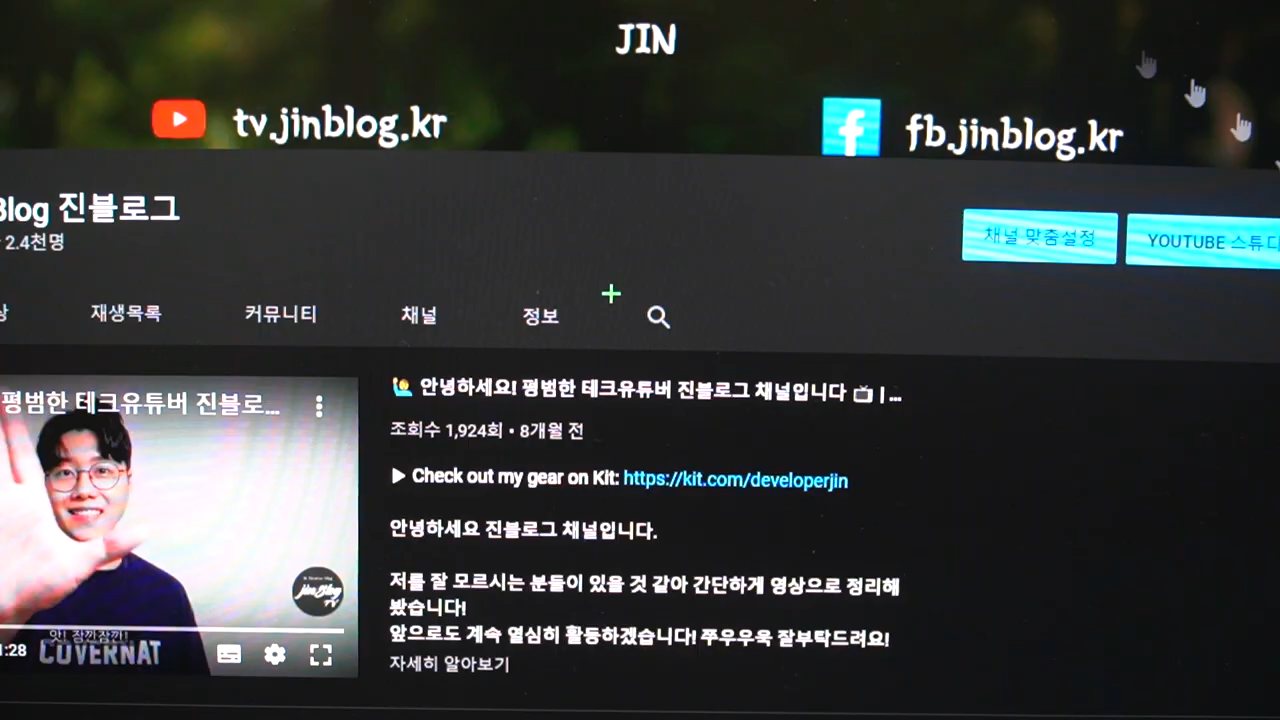 JIN
tv.jinblog.kr
fb.jinblog.kr
Blog 진블로그
2.4천명
채널 맞춤설정
YOUTUBE 스튜디
상
재생목록
커뮤니티
채널
정보
평범한 테크유튜버 진블로...
🙋 안녕하세요! 평범한 테크유튜버 진블로그 채널입니다 📺 | ...
조회수 1,924회 • 8개월 전
▶ Check out my gear on Kit: https://kit.com/developerjin
안녕하세요 진블로그 채널입니다.
저를 잘 모르시는 분들이 있을 것 같아 간단하게 영상으로 정리해
봤습니다!
앞으로도 계속 열심히 활동하겠습니다! 쭈우우욱 잘부탁드려요!
자세히 알아보기
JinBlog
TV
앗! 잠깐잠깐!
1:28
COVERNAT